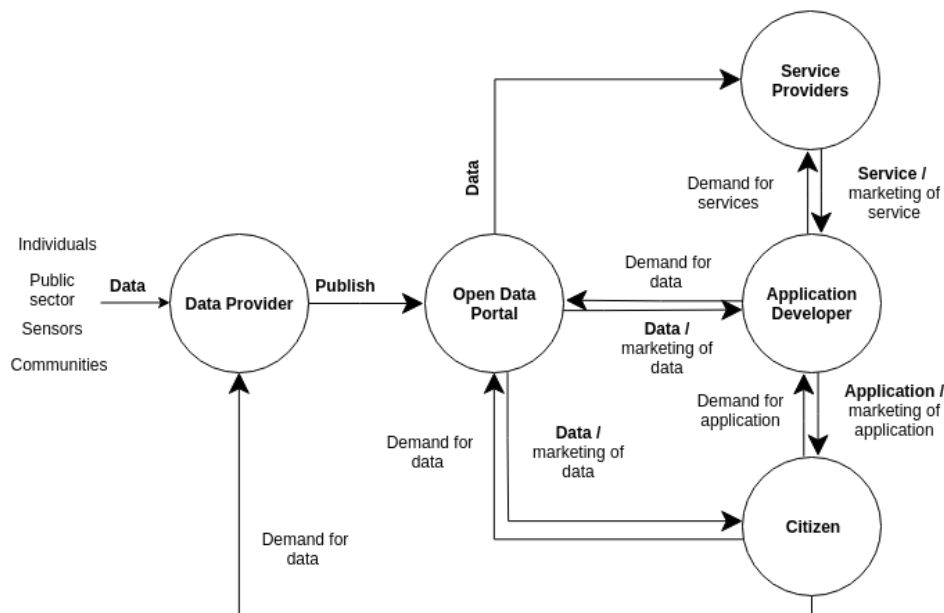 Individuals
Public
sector
Sensors
Communities
Data
Data Provider
Publish
Open Data
Portal
Data
Service
Providers
Demand for
services
Service /
marketing of
service
Demand for
data
Data /
marketing of
data
Application
Developer
Demand for
application
Application /
marketing of
application
Demand for
data
Data /
marketing of
data
Citizen
Demand for
data